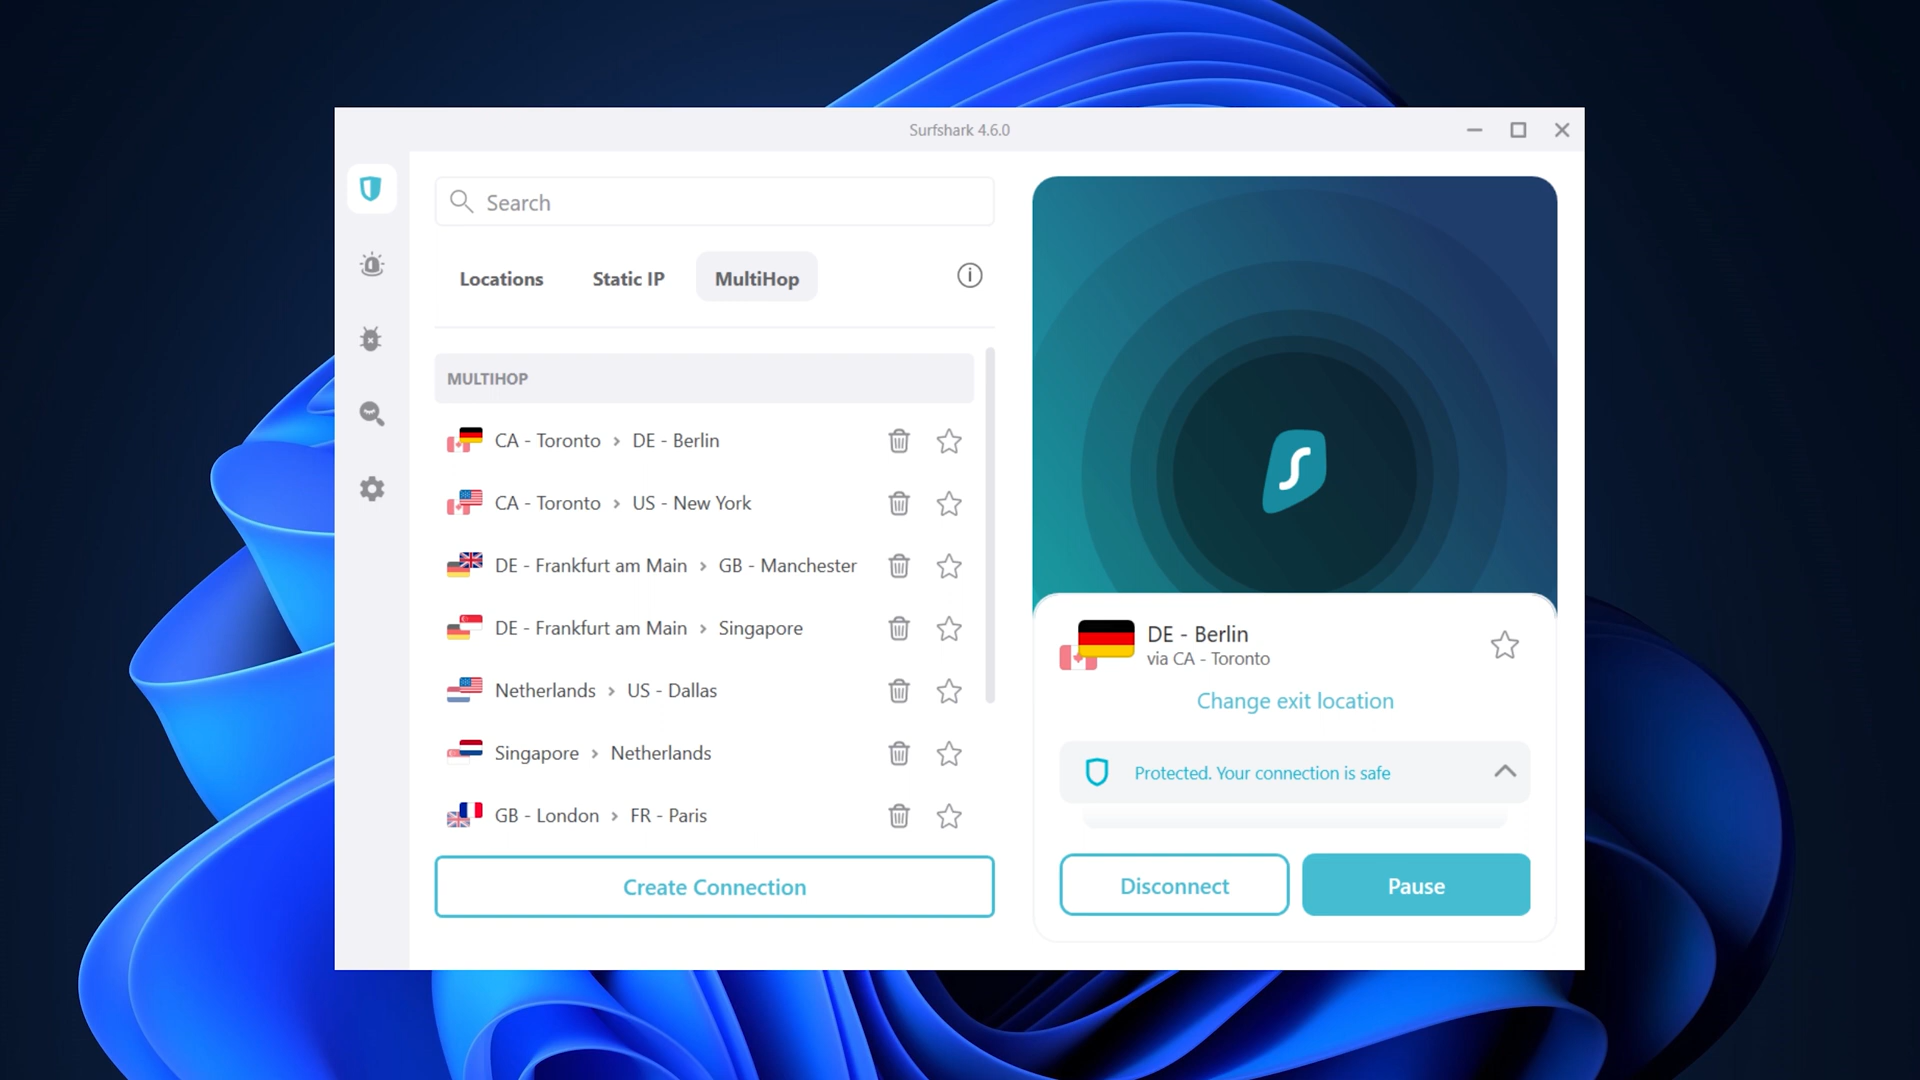 Surfshark 4.6.0
Search
Locations
Static IP
MultiHop
MULTIHOP
CA - Toronto › DE - Berlin
CA - Toronto › US - New York
DE - Frankfurt am Main › GB - Manchester
DE - Frankfurt am Main › Singapore
Netherlands › US - Dallas
Singapore › Netherlands
GB - London › FR - Paris
Create Connection
DE - Berlin
via CA - Toronto
Change exit location
Protected. Your connection is safe
Disconnect
Pause